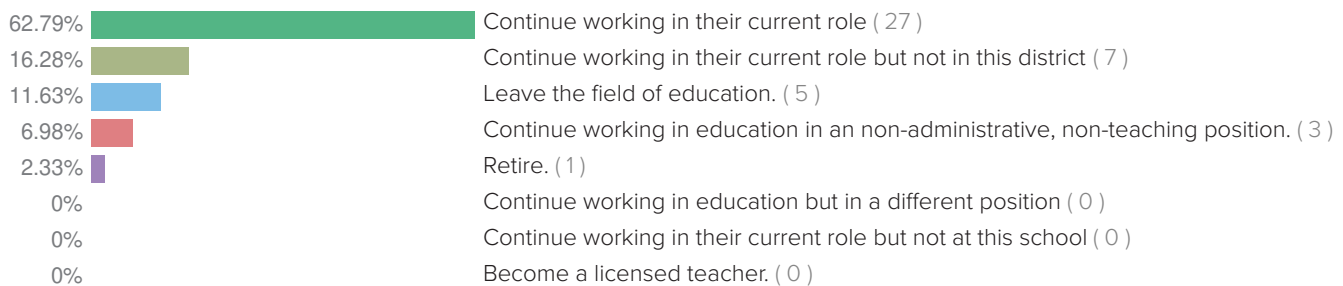 62.79% Continue working in their current role ( 27 )
16.28% Continue working in their current role but not in this district ( 7 )
11.63% Leave the field of education. ( 5 )
6.98% Continue working in education in an non-administrative, non-teaching position. ( 3 )
2.33% Retire. ( 1 )
0% Continue working in education but in a different position ( 0 )
0% Continue working in their current role but not at this school ( 0 )
0% Become a licensed teacher. ( 0 )